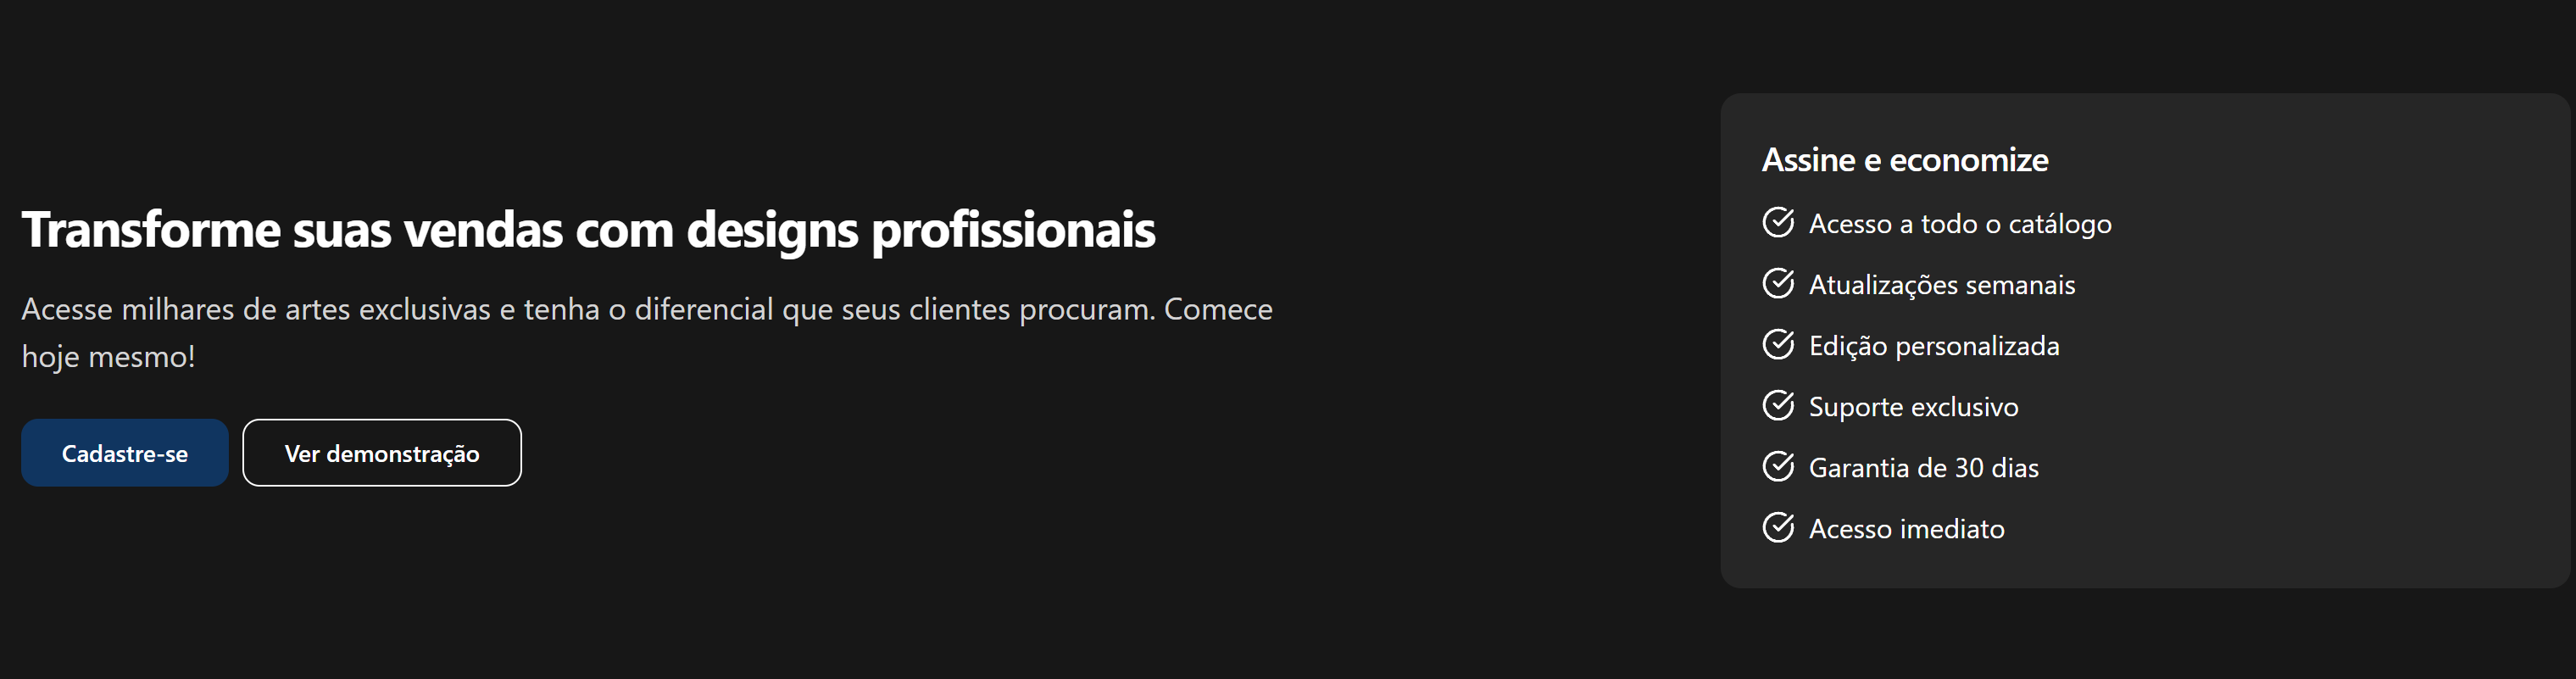 Transforme suas vendas com designs profissionais
Acesse milhares de artes exclusivas e tenha o diferencial que seus clientes procuram. Comece
hoje mesmo!
Cadastre-se
Ver demonstração
Assine e economize
Acesso a todo o catálogo
Atualizações semanais
Edição personalizada
Suporte exclusivo
Garantia de 30 dias
Acesso imediato